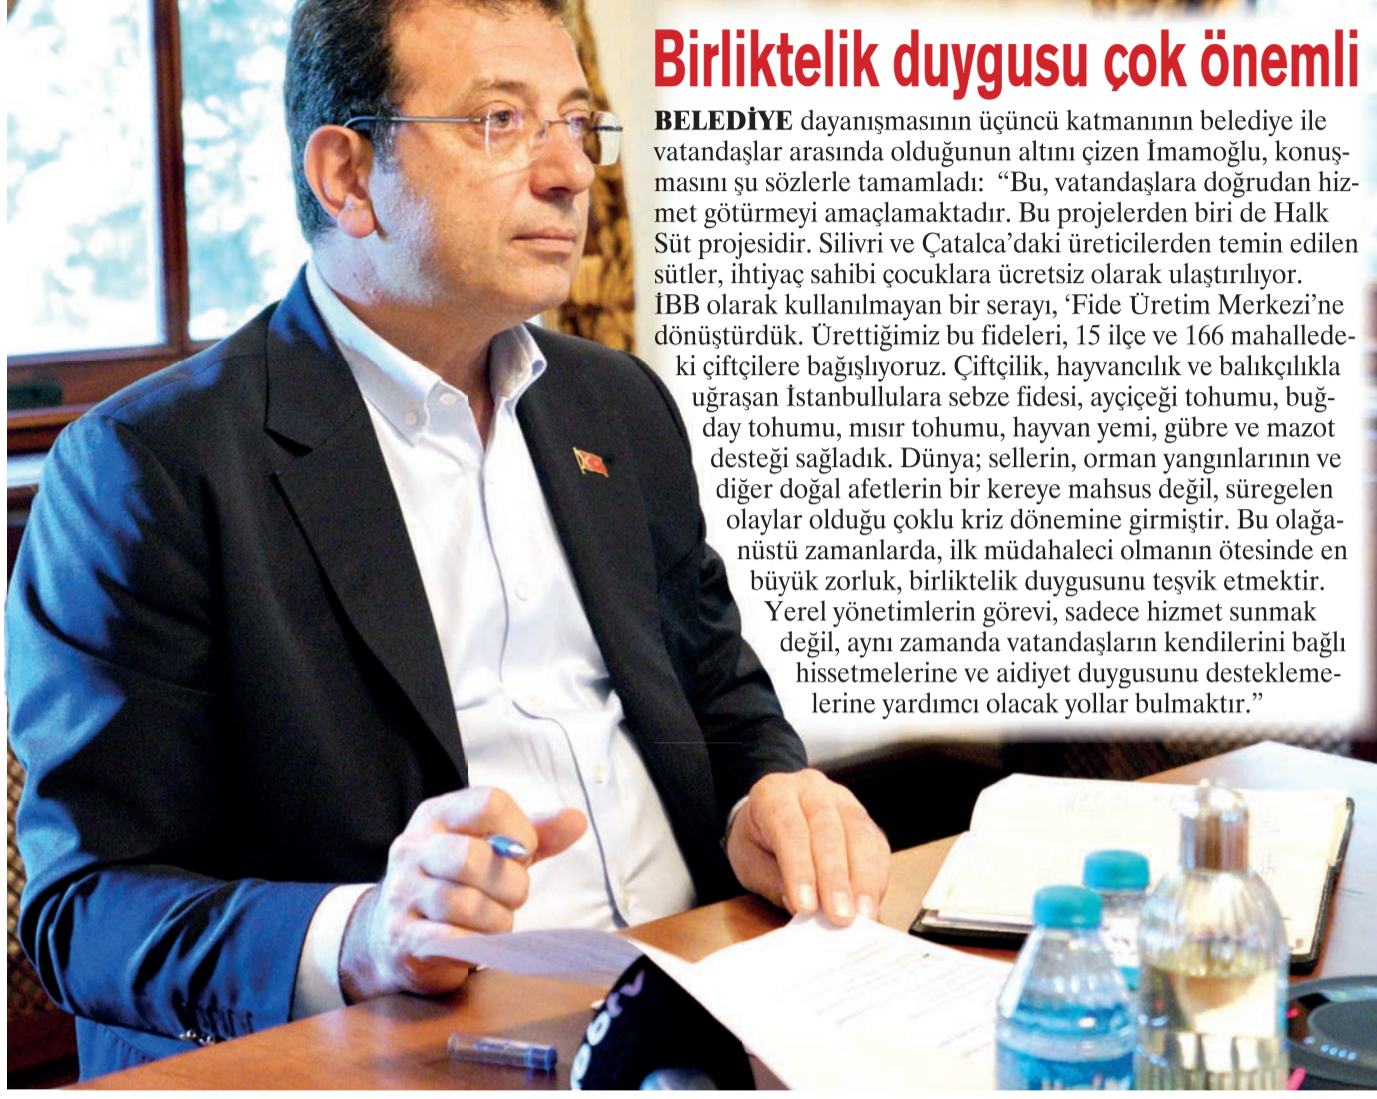 Birliktelik duygusu çok önemli
BELEDİYE dayanışmasının üçüncü katmanının belediye ile
vatandaşlar arasında olduğunun altını çizen İmamoğlu, konuş-
masını şu sözlerle tamamladı: “Bu, vatandaşlara doğrudan hiz-
met götürmeyi amaçlamaktadır. Bu projelerden biri de Halk
Süt projesidir. Silivri ve Çatalca’daki üreticilerden temin edilen
sütler, ihtiyaç sahibi çocuklara ücretsiz olarak ulaştırılıyor.
İBB olarak kullanılmayan bir serayı, ‘Fide Üretim Merkezi’ne
dönüştürdük. Ürettiğimiz bu fideleri, 15 ilçe ve 166 mahallede-
ki çiftçilere bağışlıyoruz. Çiftçilik, hayvancılık ve balıkçılıkla
uğraşan İstanbullulara sebze fidesi, ayçiçeği tohumu, buğ-
day tohumu, mısır tohumu, hayvan yemi, gübre ve mazot
desteği sağladık. Dünya; sellerin, orman yangınlarının ve
diğer doğal afetlerin bir kereye mahsus değil, süregelen
olaylar olduğu çoklu kriz dönemine girmiştir. Bu olağa-
nüstü zamanlarda, ilk müdahaleci olmanın ötesinde en
büyük zorluk, birliktelik duygusunu teşvik etmektir.
Yerel yönetimlerin görevi, sadece hizmet sunmak
değil, aynı zamanda vatandaşların kendilerini bağlı
hissetmelerine ve aidiyet duygusunu destekleme-
lerine yardımcı olacak yollar bulmaktır.”